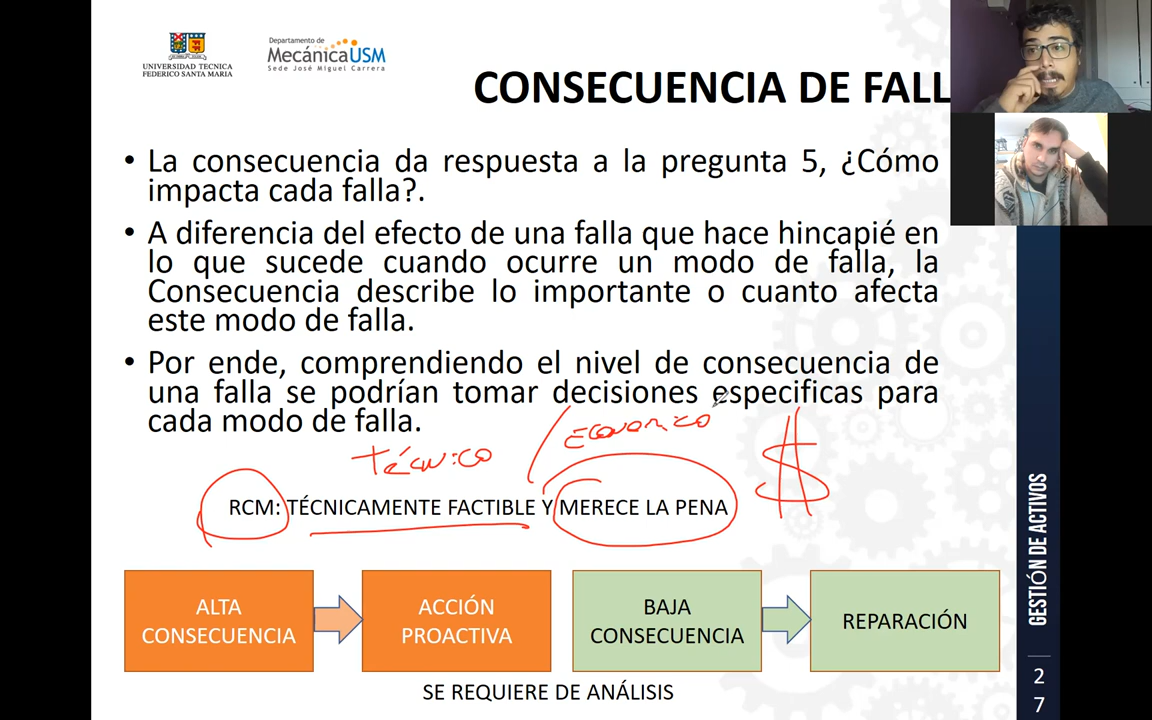 UNIVERSIDAD TECNICA
FEDERICO SANTA MARIA
Departamento de
MecánicaUSM
Sede José Miguel Carrera
CONSECUENCIA DE FALL
• La consecuencia da respuesta a la pregunta 5, ¿Cómo
impacta cada falla?.
• A diferencia del efecto de una falla que hace hincapié en
lo que sucede cuando ocurre un modo de falla, la
Consecuencia describe lo importante o cuanto afecta
este modo de falla.
• Por ende, comprendiendo el nivel de consecuencia de
una falla se podrían tomar decisiones especificas para
cada modo de falla.
técnico / Economico $
RCM: TÉCNICAMENTE FACTIBLE Y MERECE LA PENA
ALTA
CONSECUENCIA
ACCIÓN
PROACTIVA
BAJA
CONSECUENCIA
REPARACIÓN
SE REQUIERE DE ANÁLISIS
GESTIÓN DE ACTIVOS
2
7